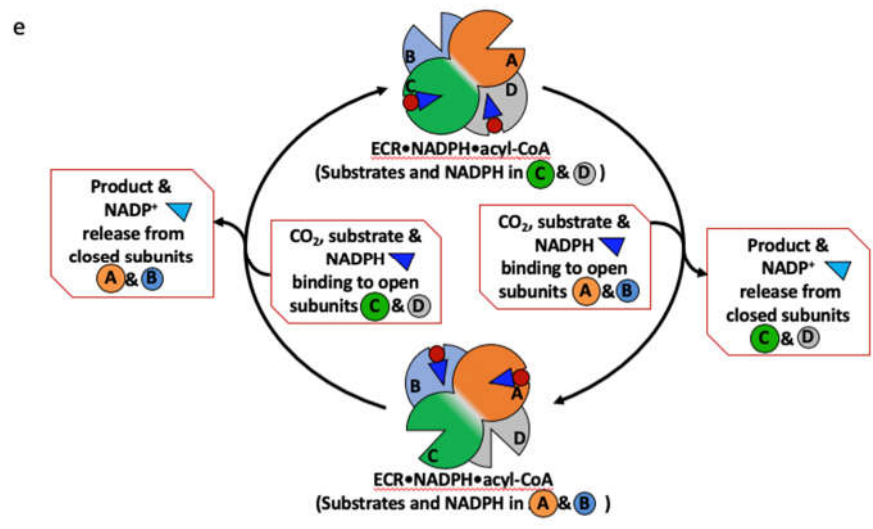 e
B
A
C
D
ECR•NADPH•acyl-CoA
(Substrates and NADPH in C & D )
Product &
NADP⁺
release from
closed subunits
A & B
CO₂, substrate &
NADPH
binding to open
subunits C & D
CO₂, substrate &
NADPH
binding to open
subunits A & B
Product &
NADP⁺
release from
closed subunits
C & D
B
A
C
D
ECR•NADPH•acyl-CoA
(Substrates and NADPH in A & B )